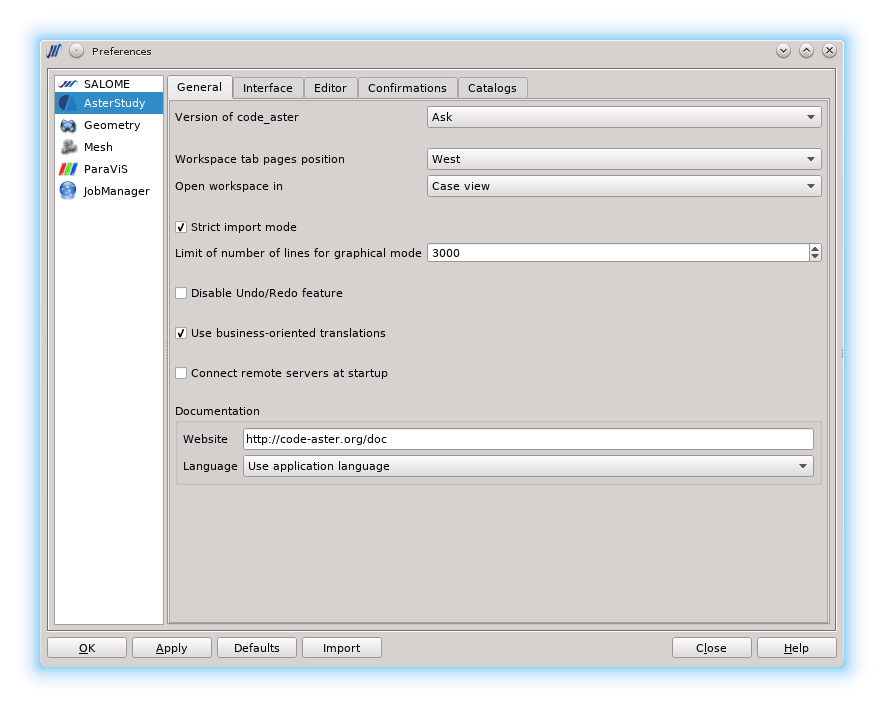 Preferences
SALOME
AsterStudy
Geometry
Mesh
ParaViS
JobManager
General Interface Editor Confirmations Catalogs
Version of code_aster Ask
Workspace tab pages position West
Open workspace in Case view
Strict import mode
Limit of number of lines for graphical mode 3000
Disable Undo/Redo feature
Use business-oriented translations
Connect remote servers at startup
Documentation
Website http://code-aster.org/doc
Language Use application language
OK Apply Defaults Import Close Help